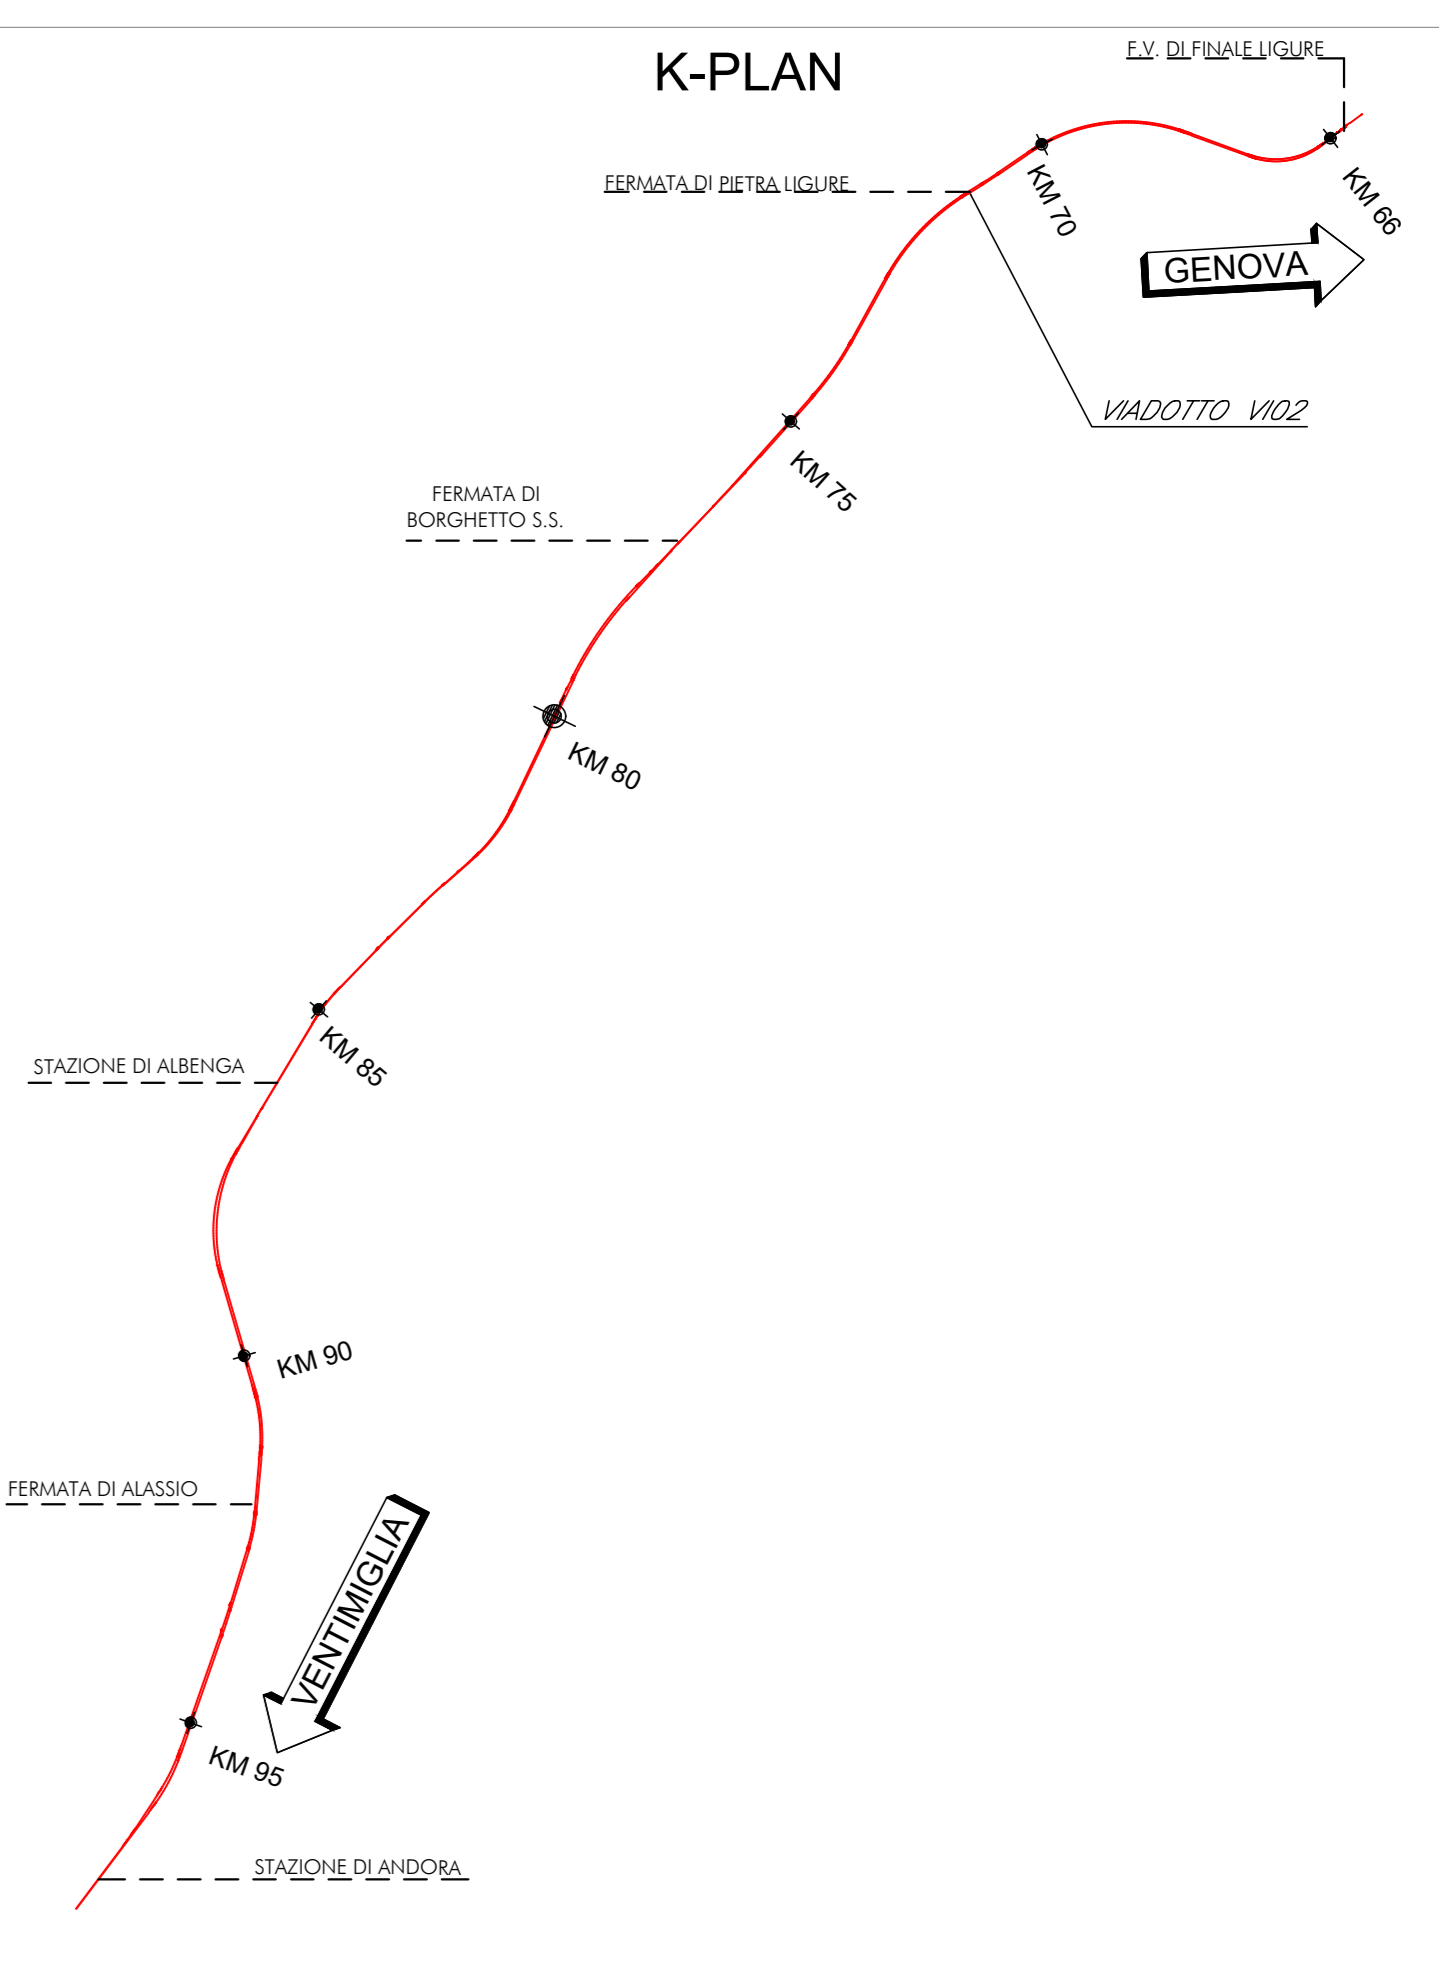 K-PLAN
F.V. DI FINALE LIGURE
FERMATA DI PIETRA LIGURE
KM 70
KM 66
GENOVA
VIADOTTO VI02
KM 75
FERMATA DI
BORGHETTO S.S.
KM 80
KM 85
STAZIONE DI ALBENGA
KM 90
FERMATA DI ALASSIO
VENTIMIGLIA
KM 95
STAZIONE DI ANDORA